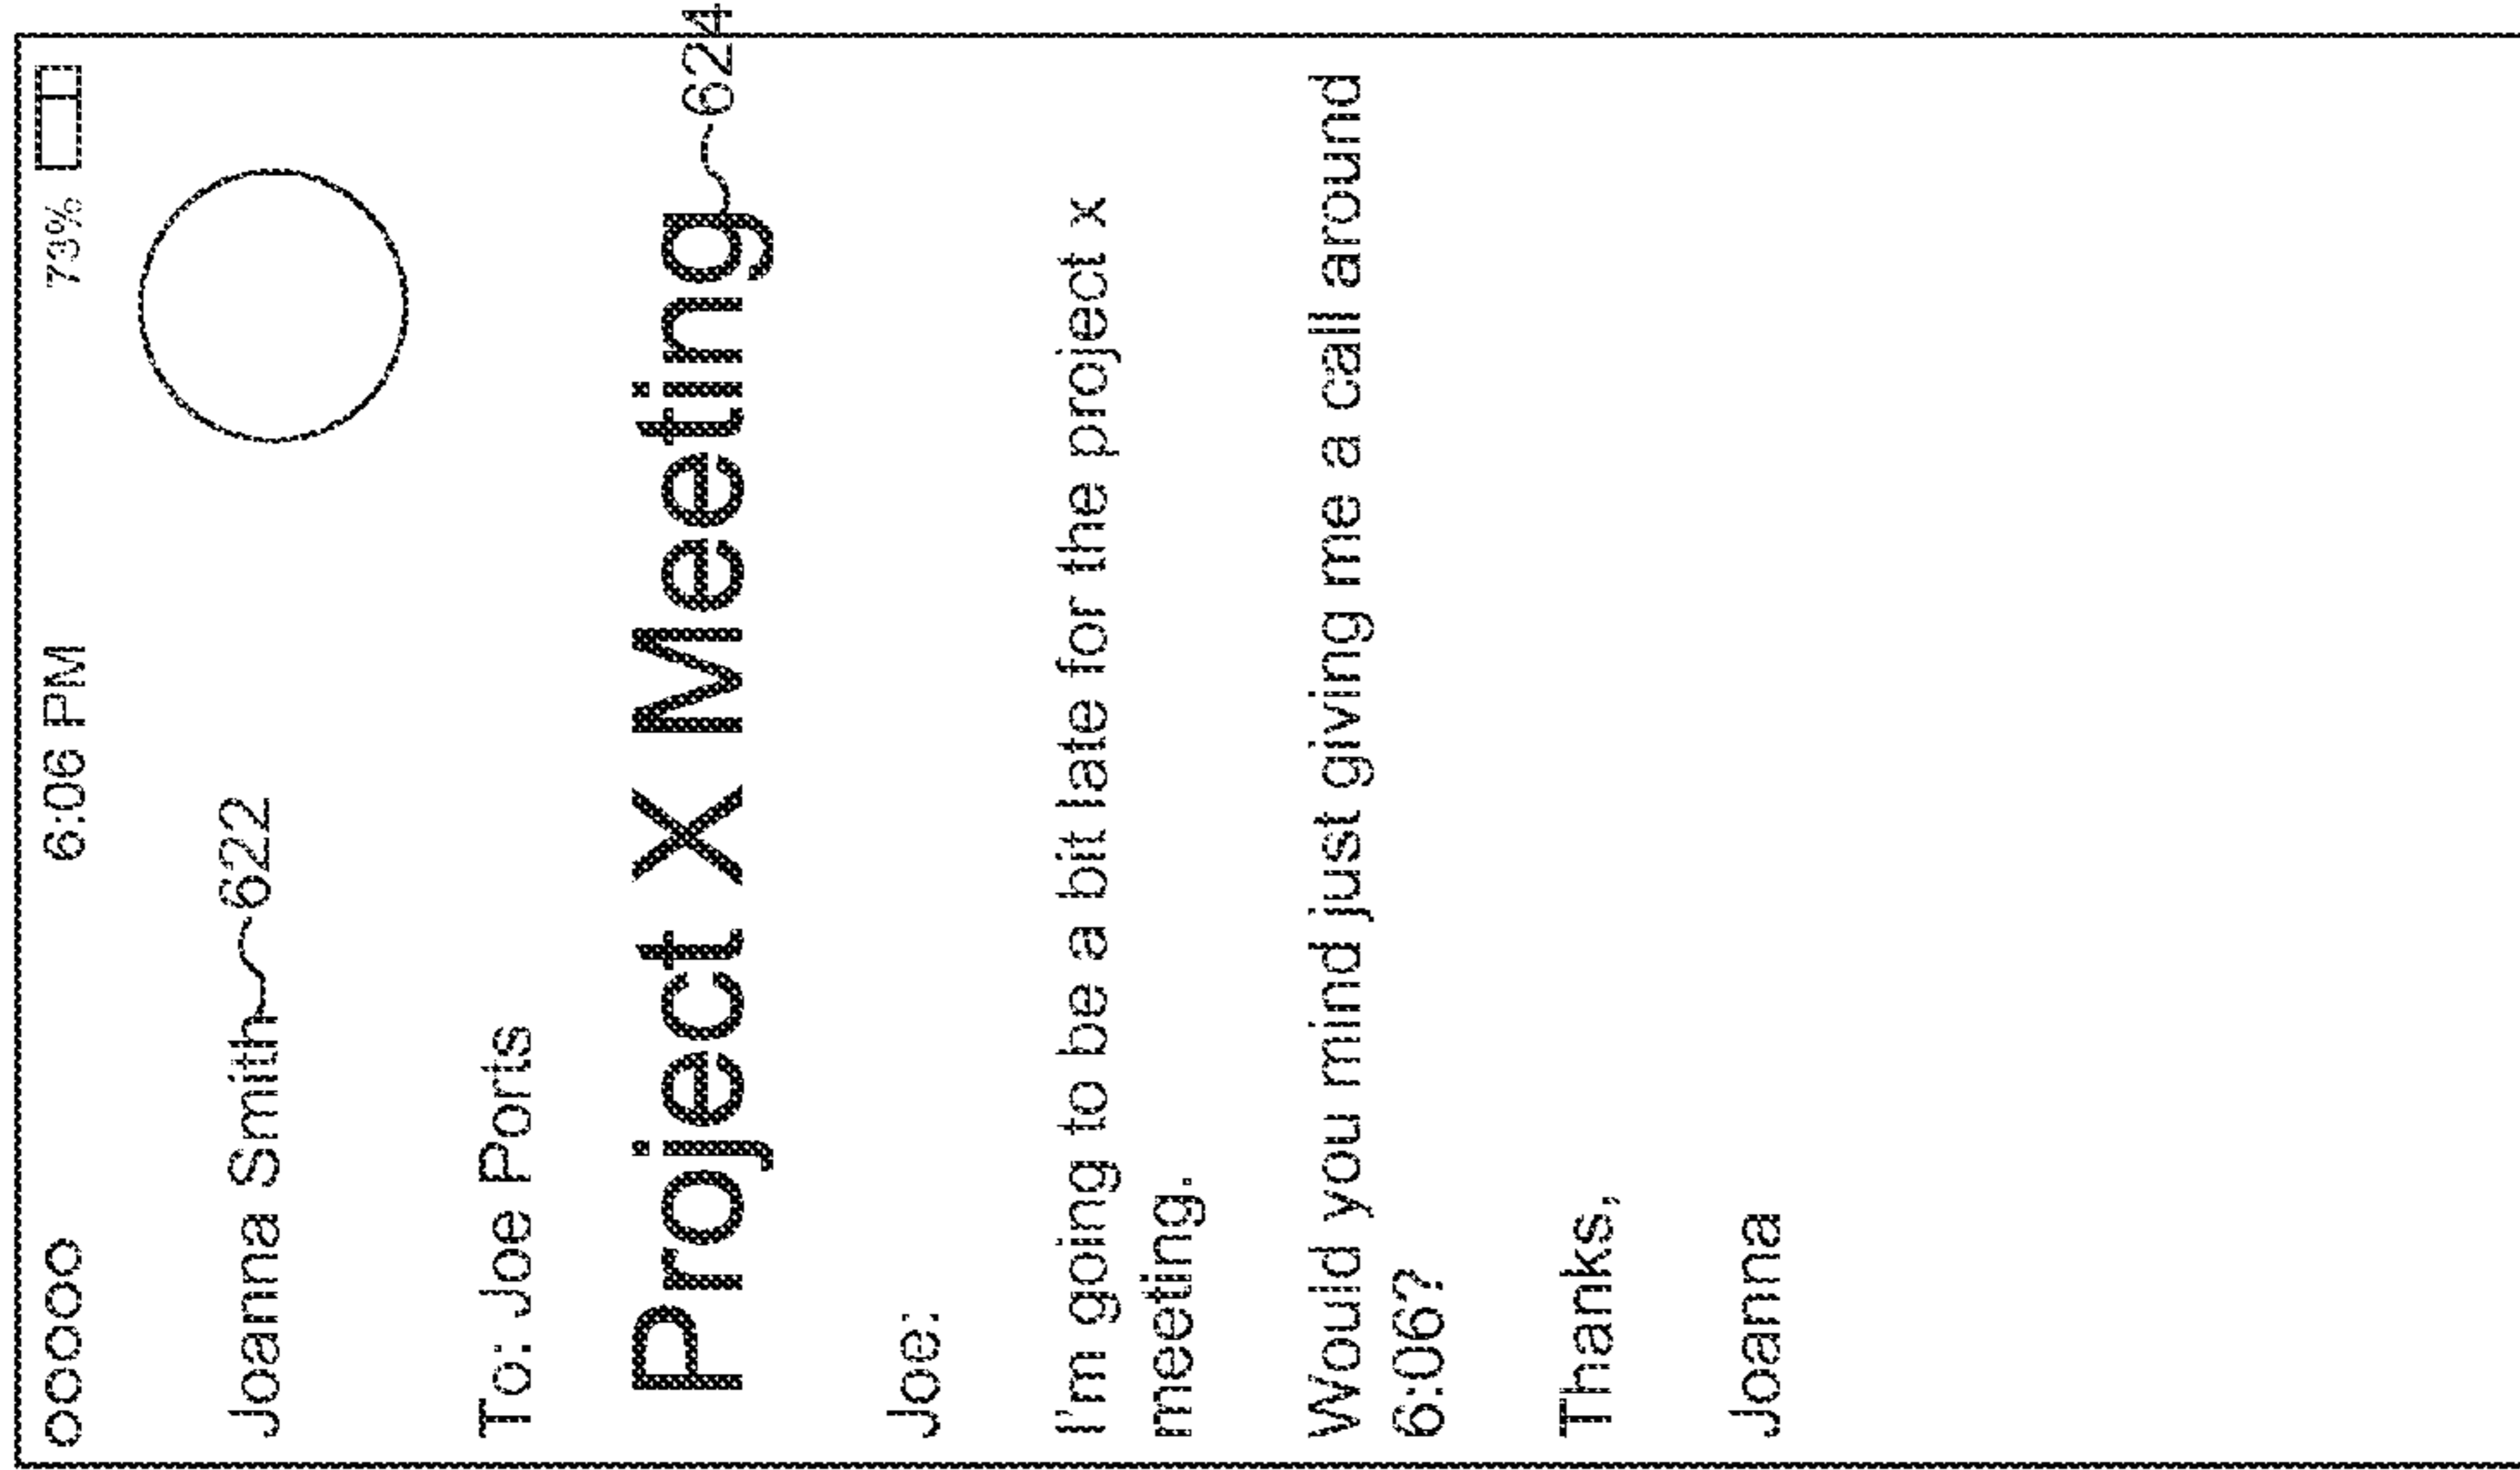 ooooo 6:06 PM 73%
Joanna Smith 622
To: Joe Ports
Project X Meeting 624
Joe:
I'm going to be a bit late for the project x
meeting.
Would you mind just giving me a call around
6:06?
Thanks,
Joanna